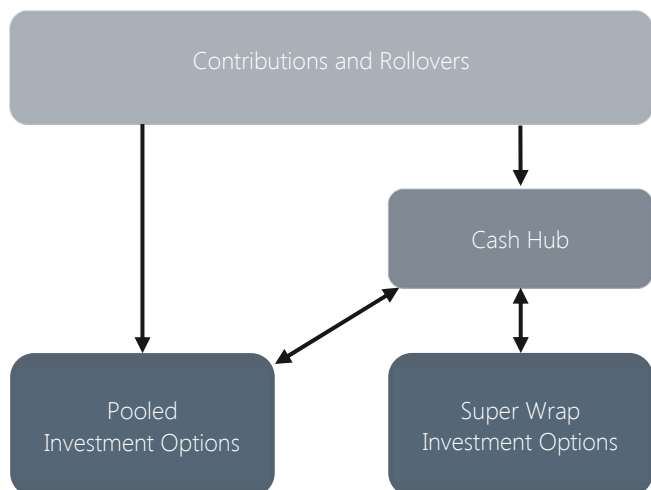 Contributions and Rollovers
Cash Hub
Pooled
Investment Options
Super Wrap
Investment Options